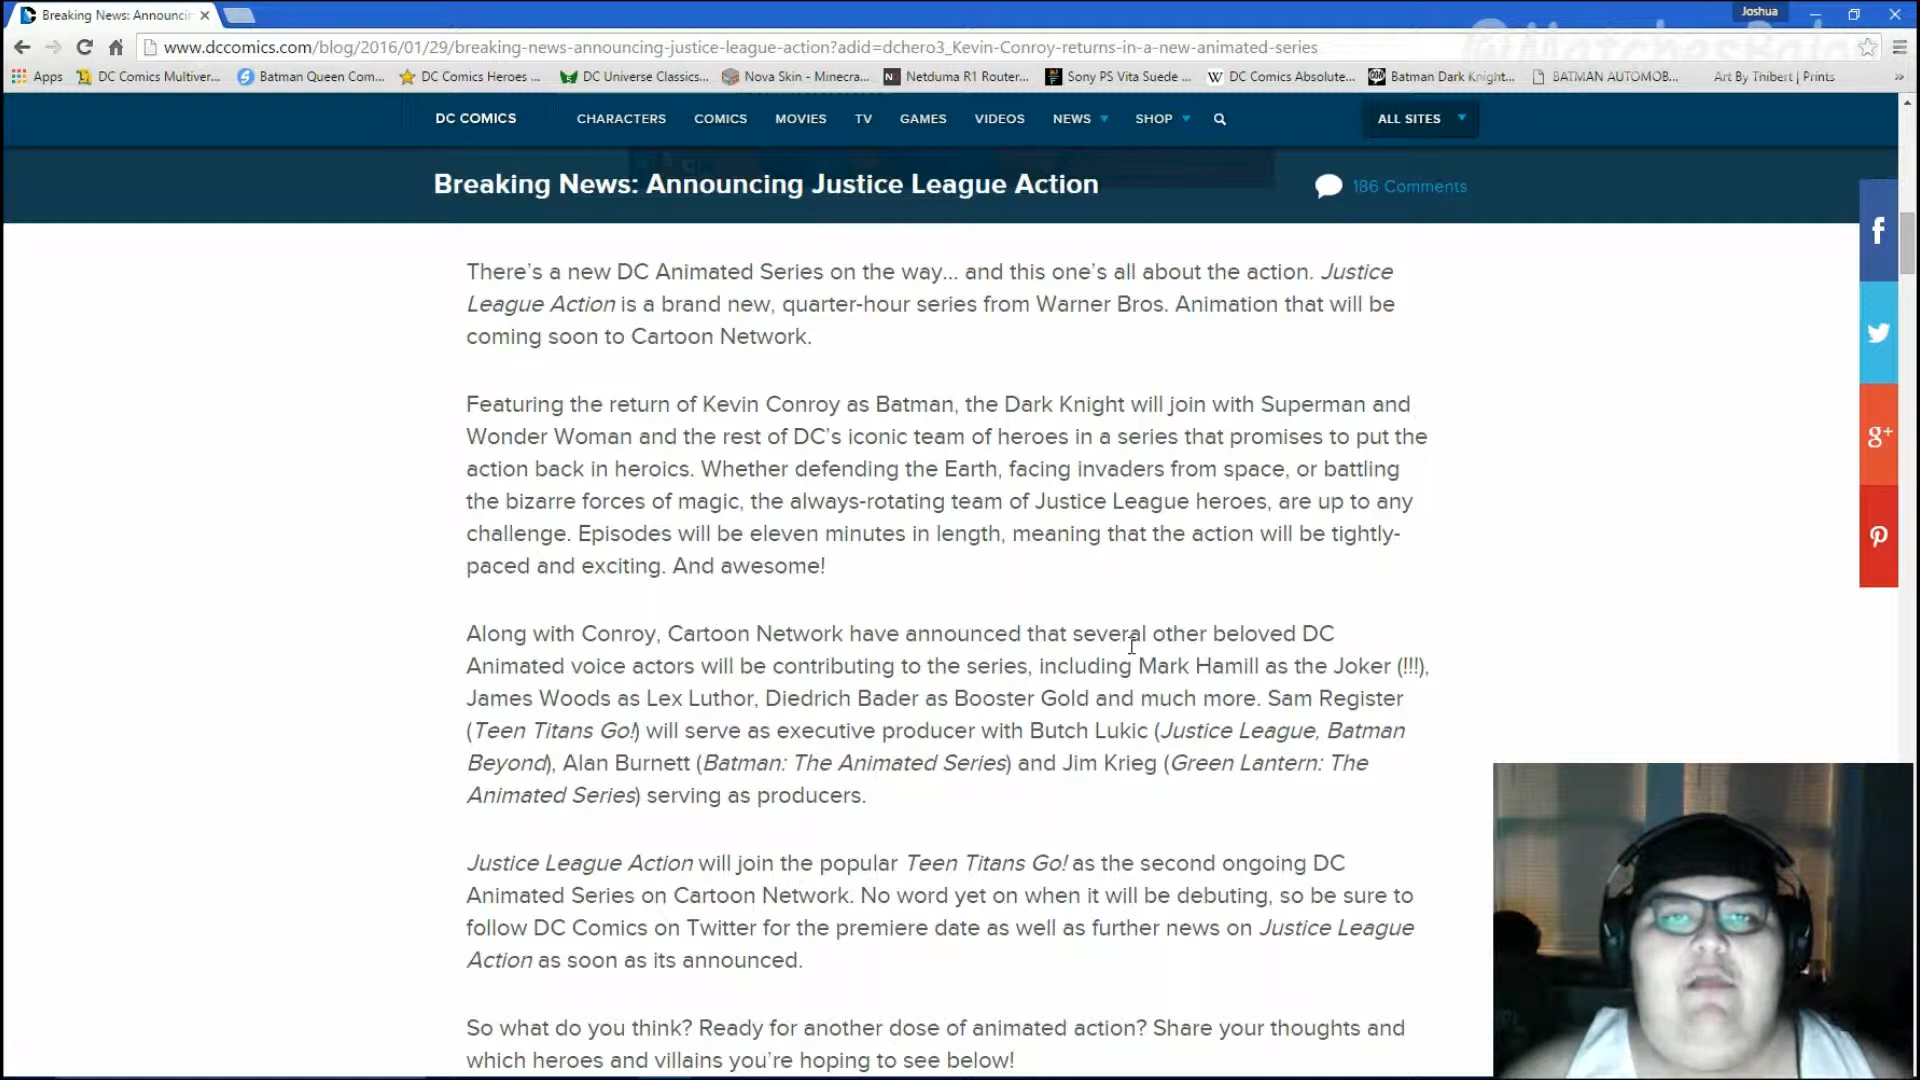 Breaking News: Announcin
Joshua
www.dccomics.com/blog/2016/01/29/breaking-news-announcing-justice-league-action?adid=dchero3_Kevin-Conroy-returns-in-a-new-animated-series
Apps DC Comics Multiver... Batman Queen Com... DC Comics Heroes ... DC Universe Classics... Nova Skin - Minecra... Netduma R1 Router... Sony PS Vita Suede ... DC Comics Absolute... Batman Dark Knight... BATMAN AUTOMOB... Art By Thibert | Prints »
DC COMICS CHARACTERS COMICS MOVIES TV GAMES VIDEOS NEWS SHOP ALL SITES
Breaking News: Announcing Justice League Action 186 Comments
There's a new DC Animated Series on the way... and this one's all about the action. Justice
League Action is a brand new, quarter-hour series from Warner Bros. Animation that will be
coming soon to Cartoon Network.
Featuring the return of Kevin Conroy as Batman, the Dark Knight will join with Superman and
Wonder Woman and the rest of DC's iconic team of heroes in a series that promises to put the
action back in heroics. Whether defending the Earth, facing invaders from space, or battling
the bizarre forces of magic, the always-rotating team of Justice League heroes, are up to any
challenge. Episodes will be eleven minutes in length, meaning that the action will be tightly-
paced and exciting. And awesome!
Along with Conroy, Cartoon Network have announced that several other beloved DC
Animated voice actors will be contributing to the series, including Mark Hamill as the Joker (!!!),
James Woods as Lex Luthor, Diedrich Bader as Booster Gold and much more. Sam Register
(Teen Titans Go!) will serve as executive producer with Butch Lukic (Justice League, Batman
Beyond), Alan Burnett (Batman: The Animated Series) and Jim Krieg (Green Lantern: The
Animated Series) serving as producers.
Justice League Action will join the popular Teen Titans Go! as the second ongoing DC
Animated Series on Cartoon Network. No word yet on when it will be debuting, so be sure to
follow DC Comics on Twitter for the premiere date as well as further news on Justice League
Action as soon as its announced.
So what do you think? Ready for another dose of animated action? Share your thoughts and
which heroes and villains you're hoping to see below!